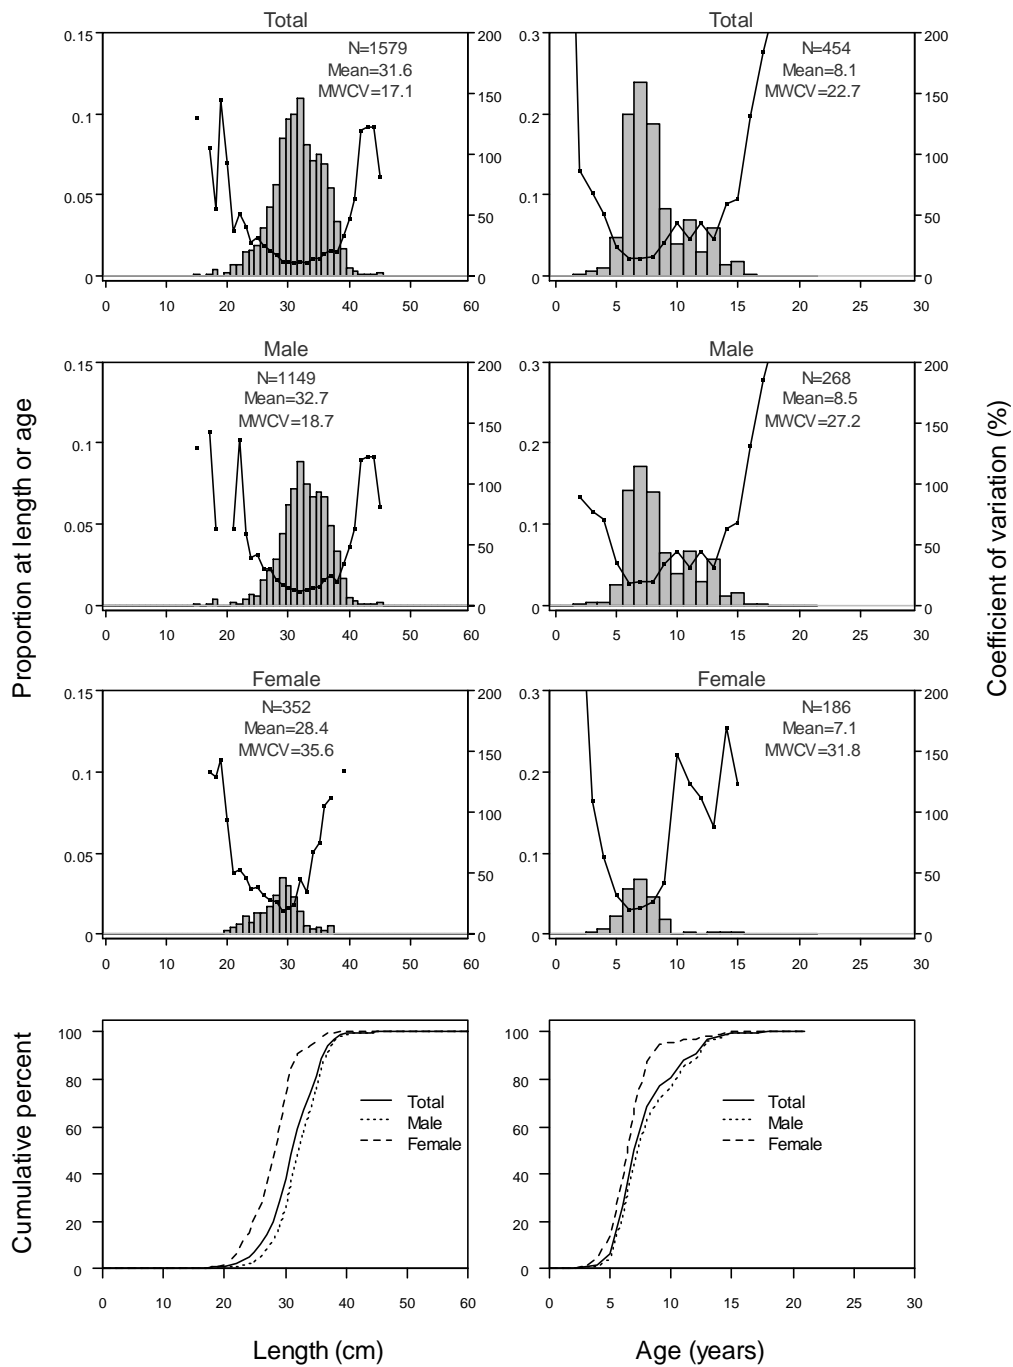 Total
Total
0.15
0.1
0.05
0
200
150
100
50
0
N=1579
Mean=31.6
MWCV=17.1
0 10 20 30 40 50 60
0.3
0.2
0.1
0
200
150
100
50
0
N=454
Mean=8.1
MWCV=22.7
0 5 10 15 20 25 30
Male
Male
0.15
0.1
0.05
0
200
150
100
50
0
N=1149
Mean=32.7
MWCV=18.7
0 10 20 30 40 50 60
0.3
0.2
0.1
0
200
150
100
50
0
N=268
Mean=8.5
MWCV=27.2
0 5 10 15 20 25 30
Proportion at length or age
Coefficient of variation (%)
Female
Female
0.15
0.1
0.05
0
200
150
100
50
0
N=352
Mean=28.4
MWCV=35.6
0 10 20 30 40 50 60
0.3
0.2
0.1
0
200
150
100
50
0
N=186
Mean=7.1
MWCV=31.8
0 5 10 15 20 25 30
Cumulative percent
100
80
60
40
20
0
Total
Male
Female
0 10 20 30 40 50 60
Length (cm)
100
80
60
40
20
0
Total
Male
Female
0 5 10 15 20 25 30
Age (years)